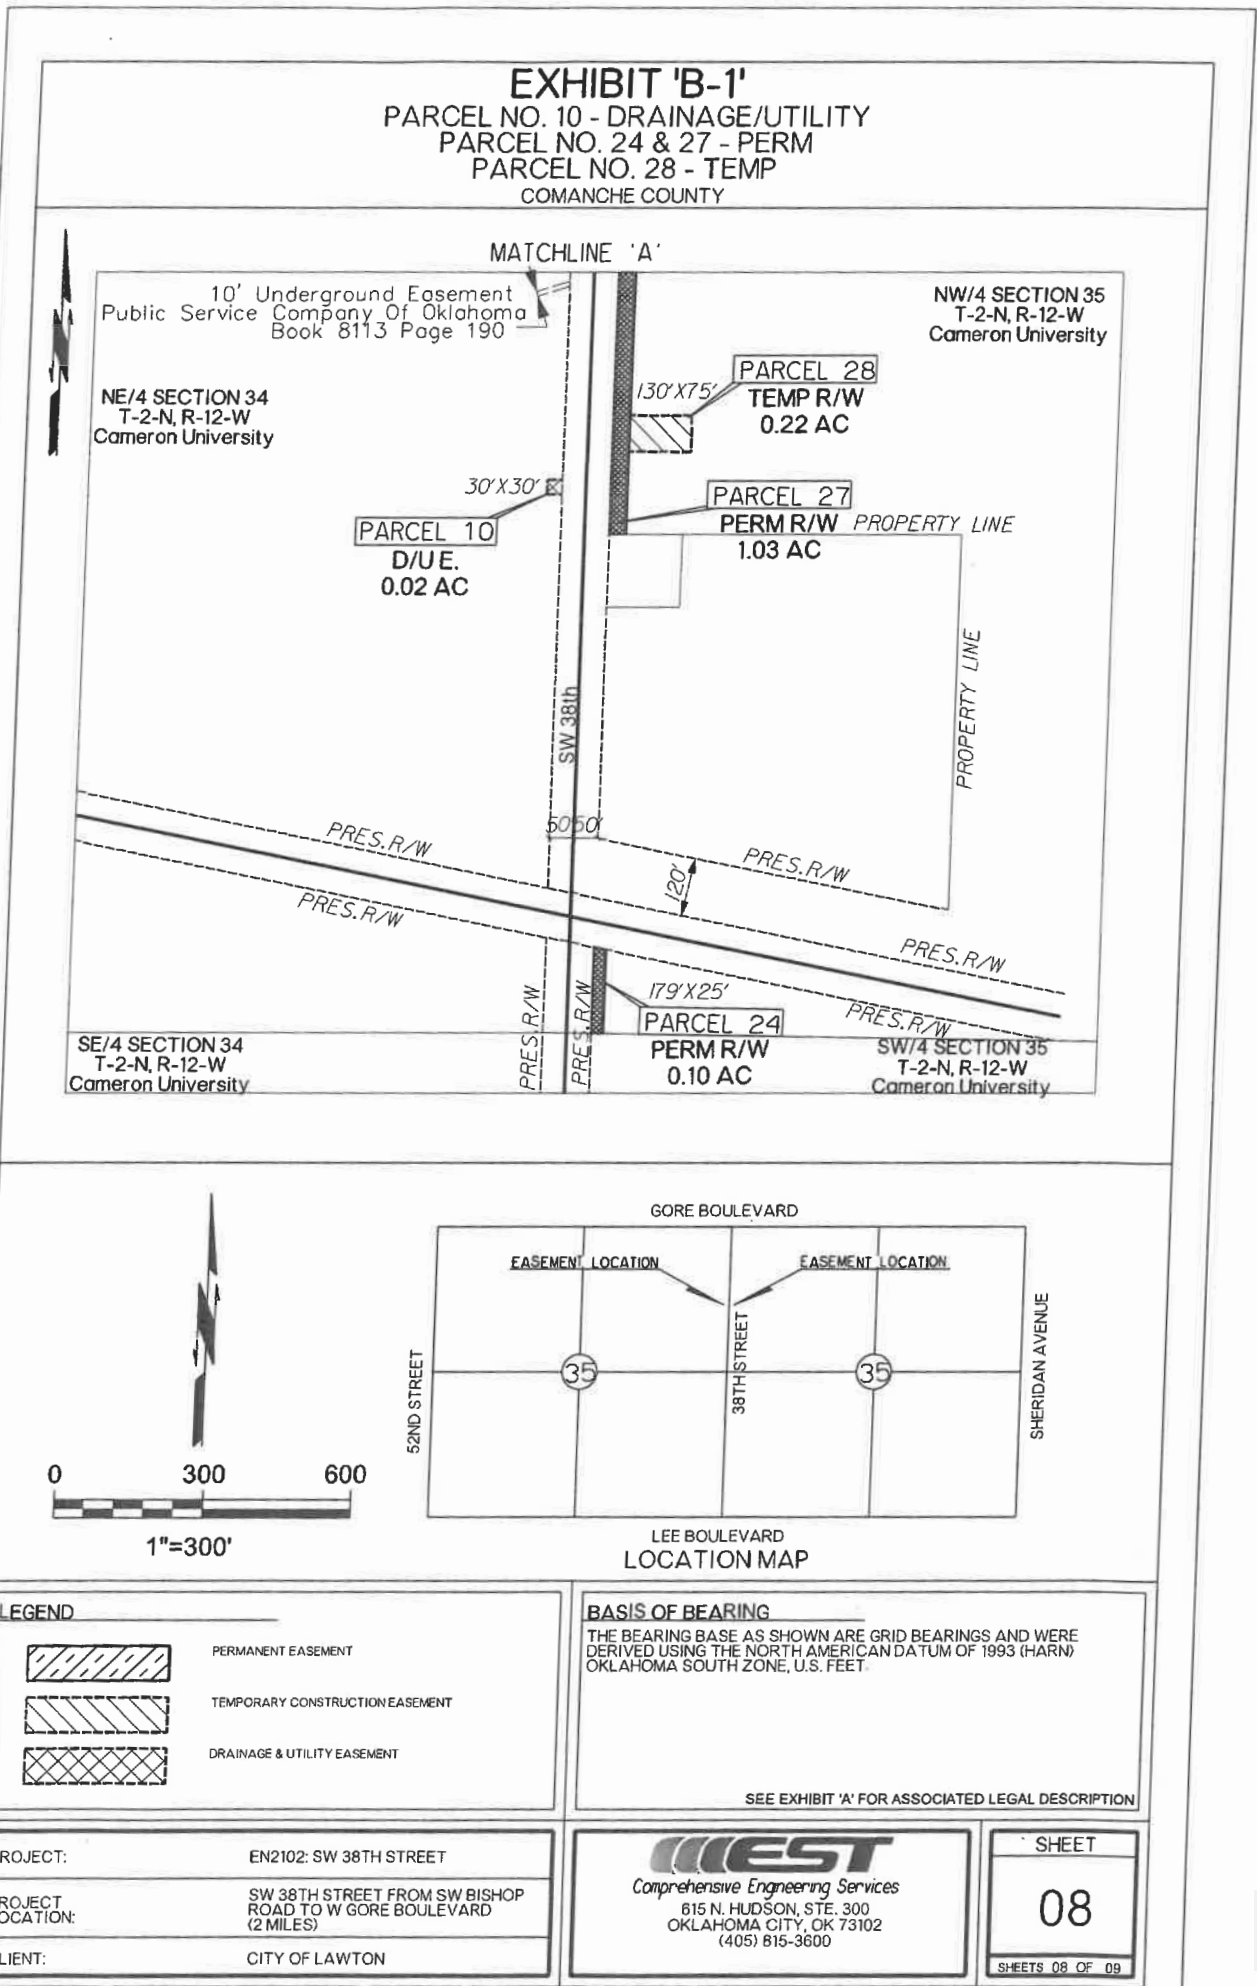 EXHIBIT 'B-1'
PARCEL NO. 10 - DRAINAGE/UTILITY
PARCEL NO. 24 & 27 - PERM
PARCEL NO. 28 - TEMP
COMANCHE COUNTY
MATCHLINE 'A'
10' Underground Easement
Public Service Company Of Oklahoma
Book 8113 Page 190
NW/4 SECTION 35
T-2-N, R-12-W
Cameron University
NE/4 SECTION 34
T-2-N, R-12-W
Cameron University
130'X75'
PARCEL 28
TEMP R/W
0.22 AC
30'X30'
PARCEL 10
D/U E.
0.02 AC
PARCEL 27
PERM R/W
1.03 AC
PROPERTY LINE
PROPERTY LINE
SW 38th
50'50'
PRES. R/W
PRES. R/W
PRES. R/W
120'
PRES. R/W
PRES. R/W
PRES. R/W
PRES. R/W
179'X25'
PARCEL 24
PERM R/W
0.10 AC
SE/4 SECTION 34
T-2-N, R-12-W
Cameron University
SW/4 SECTION 35
T-2-N, R-12-W
Cameron University
GORE BOULEVARD
EASEMENT LOCATION
EASEMENT LOCATION
52ND STREET
35
38TH STREET
35
SHERIDAN AVENUE
LEE BOULEVARD
LOCATION MAP
0 300 600
1"=300'
LEGEND
PERMANENT EASEMENT
TEMPORARY CONSTRUCTION EASEMENT
DRAINAGE & UTILITY EASEMENT
BASIS OF BEARING
THE BEARING BASE AS SHOWN ARE GRID BEARINGS AND WERE
DERIVED USING THE NORTH AMERICAN DATUM OF 1993 (HARN)
OKLAHOMA SOUTH ZONE, U.S. FEET.
SEE EXHIBIT 'A' FOR ASSOCIATED LEGAL DESCRIPTION
ROJECT: EN2102: SW 38TH STREET
ROJECT
OCATION:
SW 38TH STREET FROM SW BISHOP
ROAD TO W GORE BOULEVARD
(2 MILES)
LIENT: CITY OF LAWTON
EST
Comprehensive Engineering Services
615 N. HUDSON, STE. 300
OKLAHOMA CITY, OK 73102
(405) 815-3600
SHEET
08
SHEETS 08 OF 09